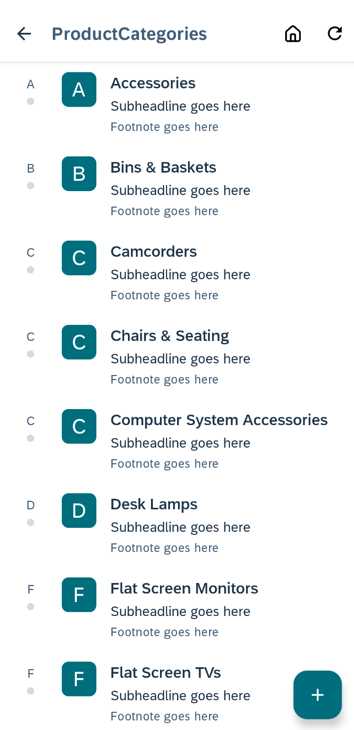 ProductCategories
A A Accessories
Subheadline goes here
Footnote goes here
B B Bins & Baskets
Subheadline goes here
Footnote goes here
C C Camcorders
Subheadline goes here
Footnote goes here
C C Chairs & Seating
Subheadline goes here
Footnote goes here
C C Computer System Accessories
Subheadline goes here
Footnote goes here
D D Desk Lamps
Subheadline goes here
Footnote goes here
F F Flat Screen Monitors
Subheadline goes here
Footnote goes here
F F Flat Screen TVs
Subheadline goes here
Footnote goes here